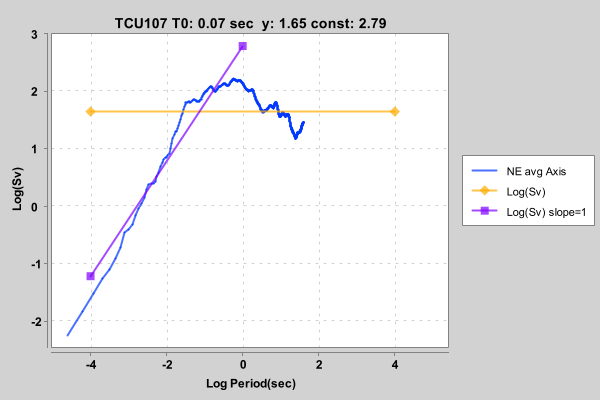 TCU107 T0: 0.07 sec  y: 1.65 const: 2.79
3
2
1
0
-1
-2
Log(Sv)
-4
-2
0
2
4
Log Period(sec)
NE avg Axis
Log(Sv)
Log(Sv) slope=1